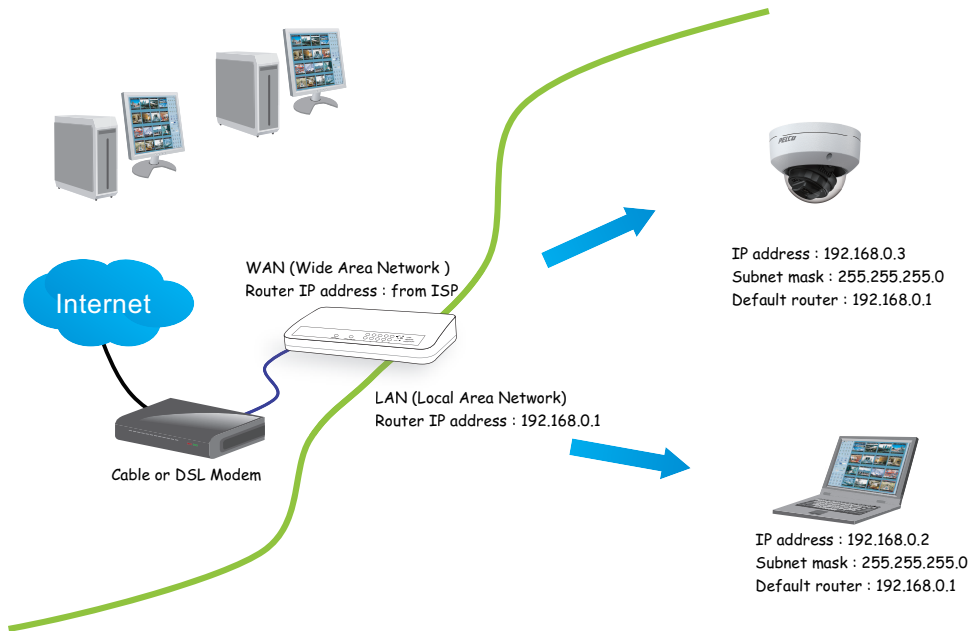 PELCO
IP address : 192.168.0.3
Subnet mask : 255.255.255.0
Default router : 192.168.0.1
WAN (Wide Area Network )
Router IP address : from ISP
Internet
LAN (Local Area Network)
Router IP address : 192.168.0.1
Cable or DSL Modem
IP address : 192.168.0.2
Subnet mask : 255.255.255.0
Default router : 192.168.0.1